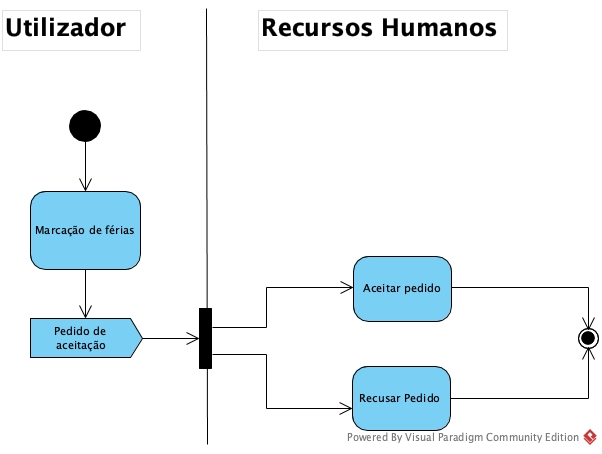 Utilizador
Recursos Humanos
Marcação de férias
Pedido de
aceitação
Aceitar pedido
Recusar Pedido
Powered By Visual Paradigm Community Edition